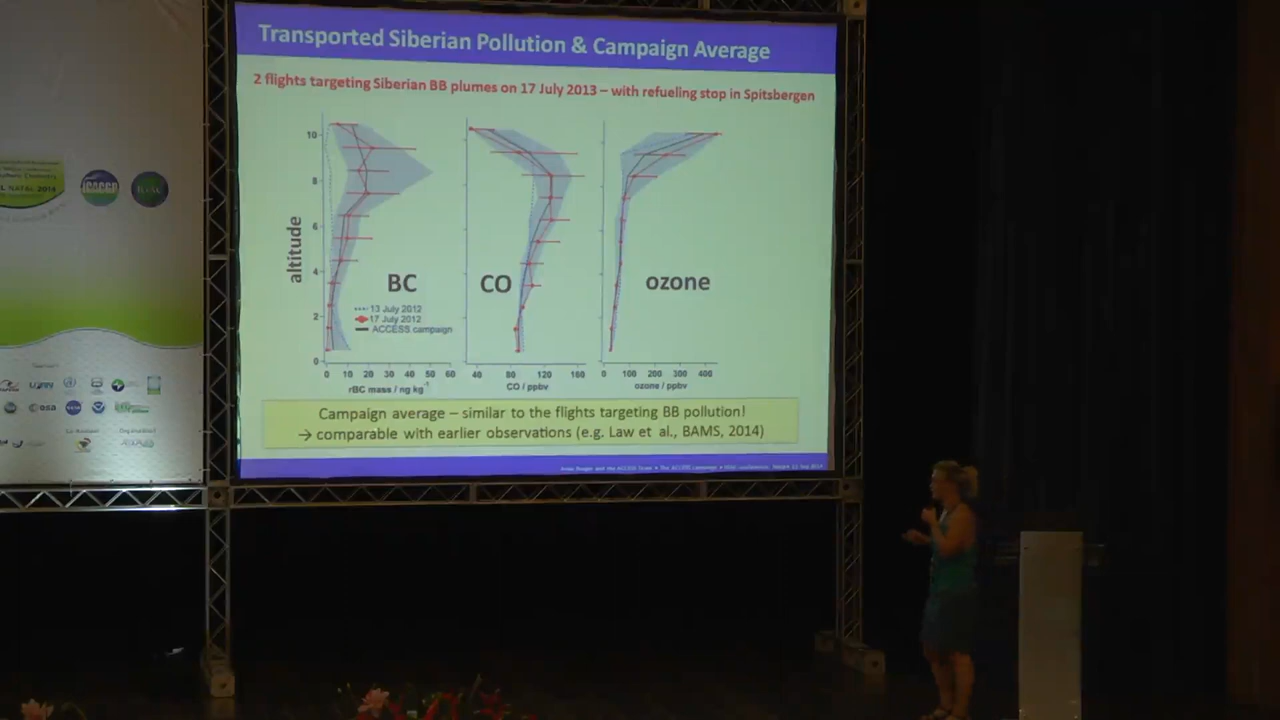 Transported Siberian Pollution & Campaign Average
2 flights targeting Siberian BB plumes on 17 July 2013 – with refueling stop in Spitsbergen
altitude
10
8
6
4
2
0
BC
13 July 2012
17 July 2012
ACCESS campaign
0 10 20 30 40 50 60
rBC mass / ng kg-1
CO
40 80 120 160
CO / ppbv
ozone
0 100 200 300 400
ozone / ppbv
Campaign average – similar to the flights targeting BB pollution!
→ comparable with earlier observations (e.g. Law et al., BAMS, 2014)
L NATAL 2014
iCACGP
esa